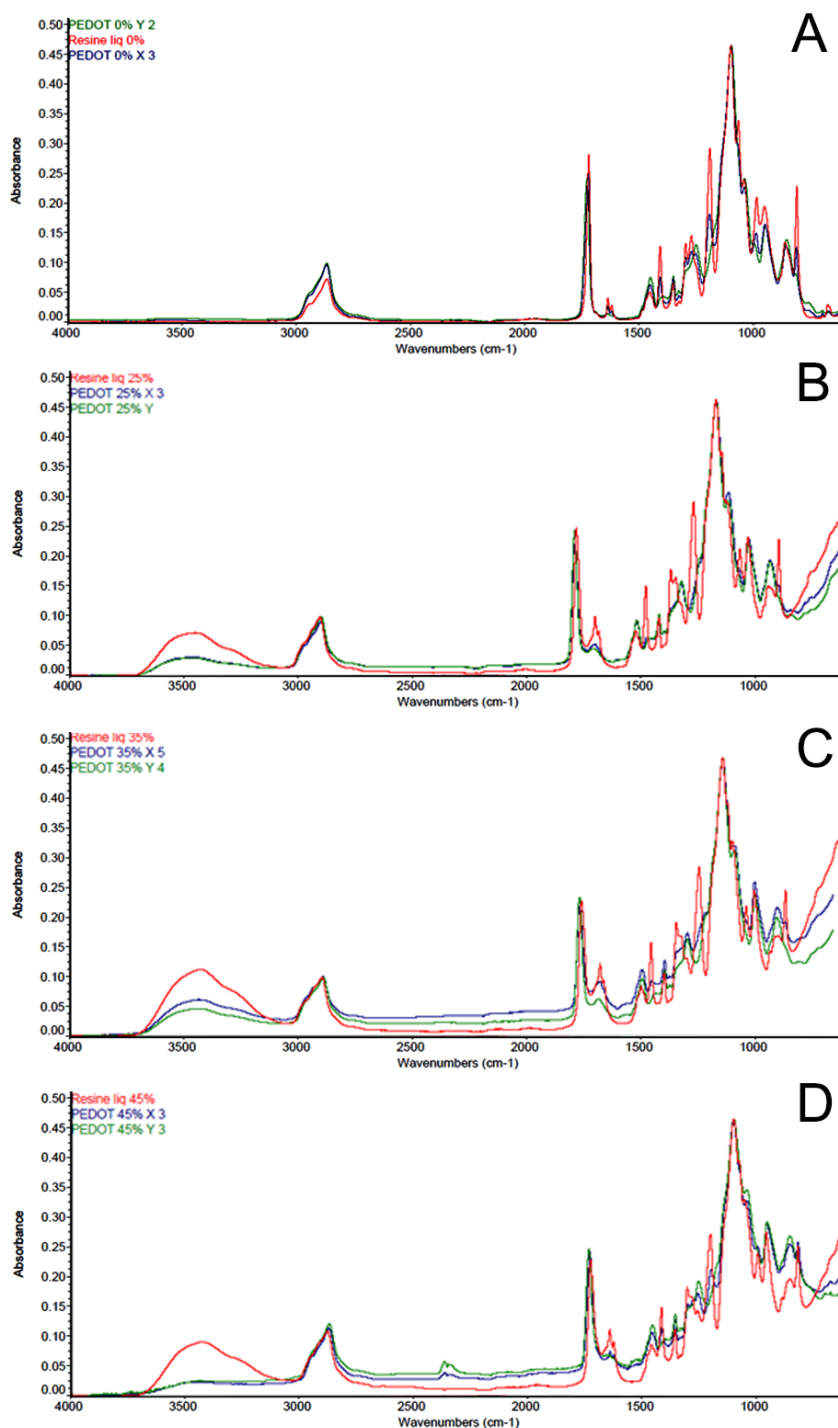 A
0.50
PEDOT 0% Y 2
Resine liq 0%
0.45
PEDOT 0% X 3
0.40
0.35
0.30
0.25
0.20
0.15
0.10
0.05
0.00
Absorbance
4000 3500 3000 2500 2000 1500 1000
Wavenumbers (cm-1)
B
0.50
Resine liq 25%
PEDOT 25% X 3
0.45
PEDOT 25% Y
0.40
0.35
0.30
0.25
0.20
0.15
0.10
0.05
0.00
Absorbance
4000 3500 3000 2500 2000 1500 1000
Wavenumbers (cm-1)
C
0.50
Resine liq 35%
PEDOT 35% X 5
0.45
PEDOT 35% Y 4
0.40
0.35
0.30
0.25
0.20
0.15
0.10
0.05
0.00
Absorbance
4000 3500 3000 2500 2000 1500 1000
Wavenumbers (cm-1)
D
0.50
Resine liq 45%
PEDOT 45% X 3
0.45
PEDOT 45% Y 3
0.40
0.35
0.30
0.25
0.20
0.15
0.10
0.05
0.00
Absorbance
4000 3500 3000 2500 2000 1500 1000
Wavenumbers (cm-1)